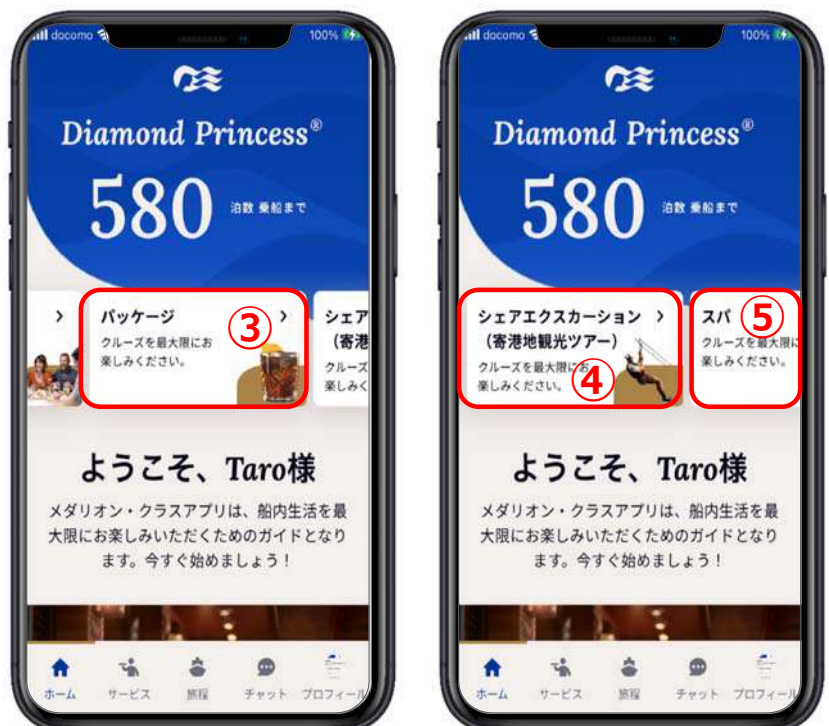 docomo
100%
Diamond Princess®
580 泊数 乗船まで
パッケージ
③
クルーズを最大限にお
楽しみください。
シェア
（寄港
クルーズ
楽しみく
ようこそ、Taro様
メダリオン・クラスアプリは、船内生活を最
大限にお楽しみいただくためのガイドとなり
ます。今すぐ始めましょう！
ホーム
サービス
旅程
チャット
プロフィール
docomo
100%
Diamond Princess®
580 泊数 乗船まで
シェアエクスカーション
（寄港地観光ツアー）
クルーズを最大限にお
楽しみください。
④
スパ
⑤
クルーズを最大限に
楽しみください。
ようこそ、Taro様
メダリオン・クラスアプリは、船内生活を最
大限にお楽しみいただくためのガイドとなり
ます。今すぐ始めましょう！
ホーム
サービス
旅程
チャット
プロフィール